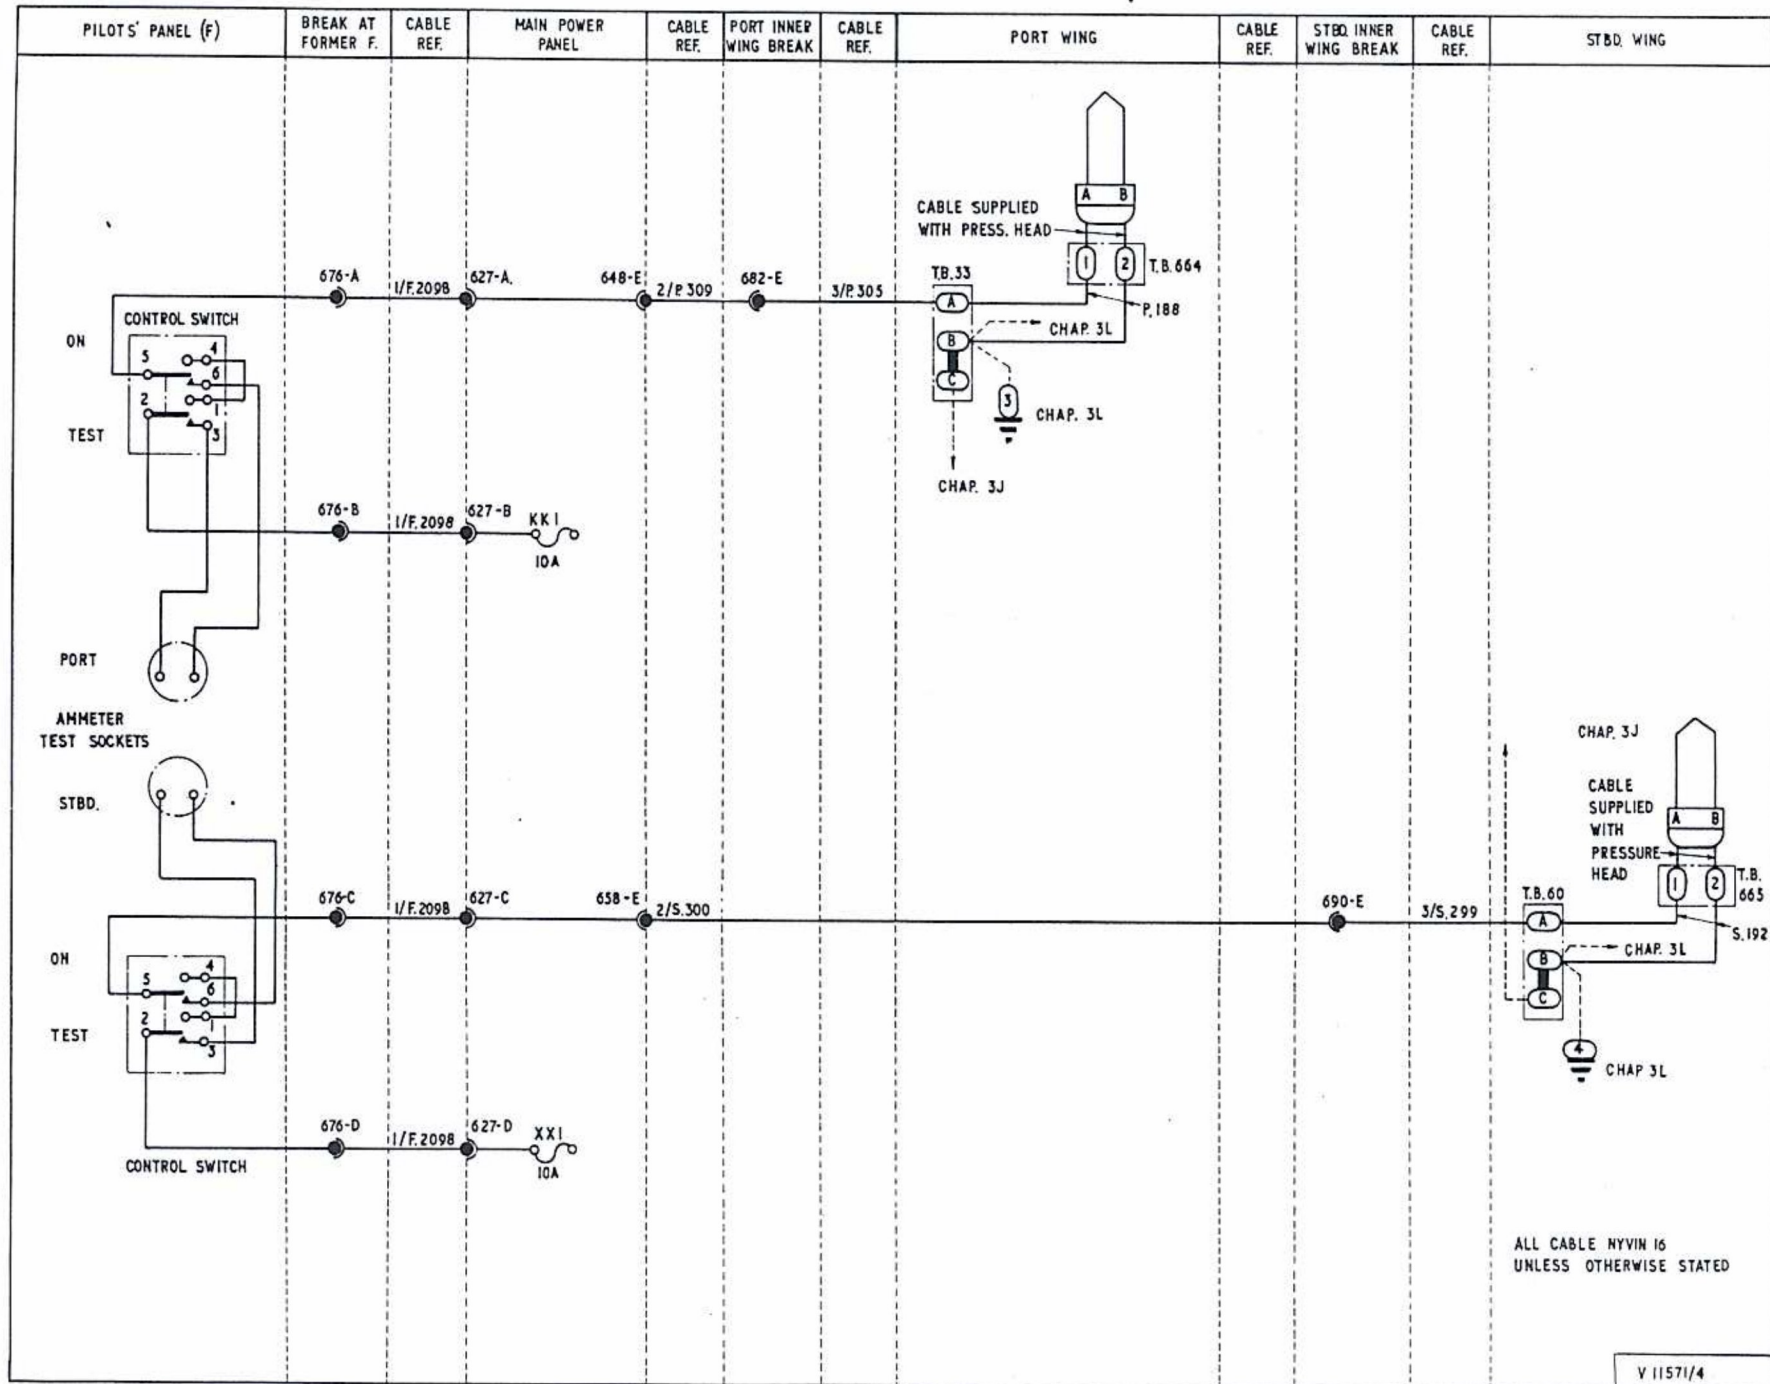 PILOTS' PANEL (F)
BREAK AT
FORMER F.
CABLE
REF.
MAIN POWER
PANEL
CABLE
REF.
PORT INNER
WING BREAK
CABLE
REF.
PORT WING
CABLE
REF.
STBD. INNER
WING BREAK
CABLE
REF.
STBD. WING
A B
CABLE SUPPLIED
WITH PRESS. HEAD
1 2
T.B. 664
T.B. 33
676-A
1/F.2098
627-A.
648-E
2/P.309
682-E
3/P.305
A
P.188
CONTROL SWITCH
ON
5
4
6
2
1
3
TEST
B
CHAP. 3L
C
3
CHAP. 3L
CHAP. 3J
676-B
1/F.2098
627-B
KK1
10A
PORT
AMMETER
TEST SOCKETS
STBD.
CHAP. 3J
CABLE
SUPPLIED
WITH
PRESSURE
HEAD
A B
1 2
T.B.
665
T.B. 60
676-C
1/F.2098
627-C
658-E
2/S.300
690-E
3/S.299
A
S.192
ON
5
4
6
2
1
3
TEST
B
CHAP. 3L
C
4
CHAP 3L
676-D
1/F.2098
627-D
XX1
10A
CONTROL SWITCH
ALL CABLE NYVIN 16
UNLESS OTHERWISE STATED
V 11571/4